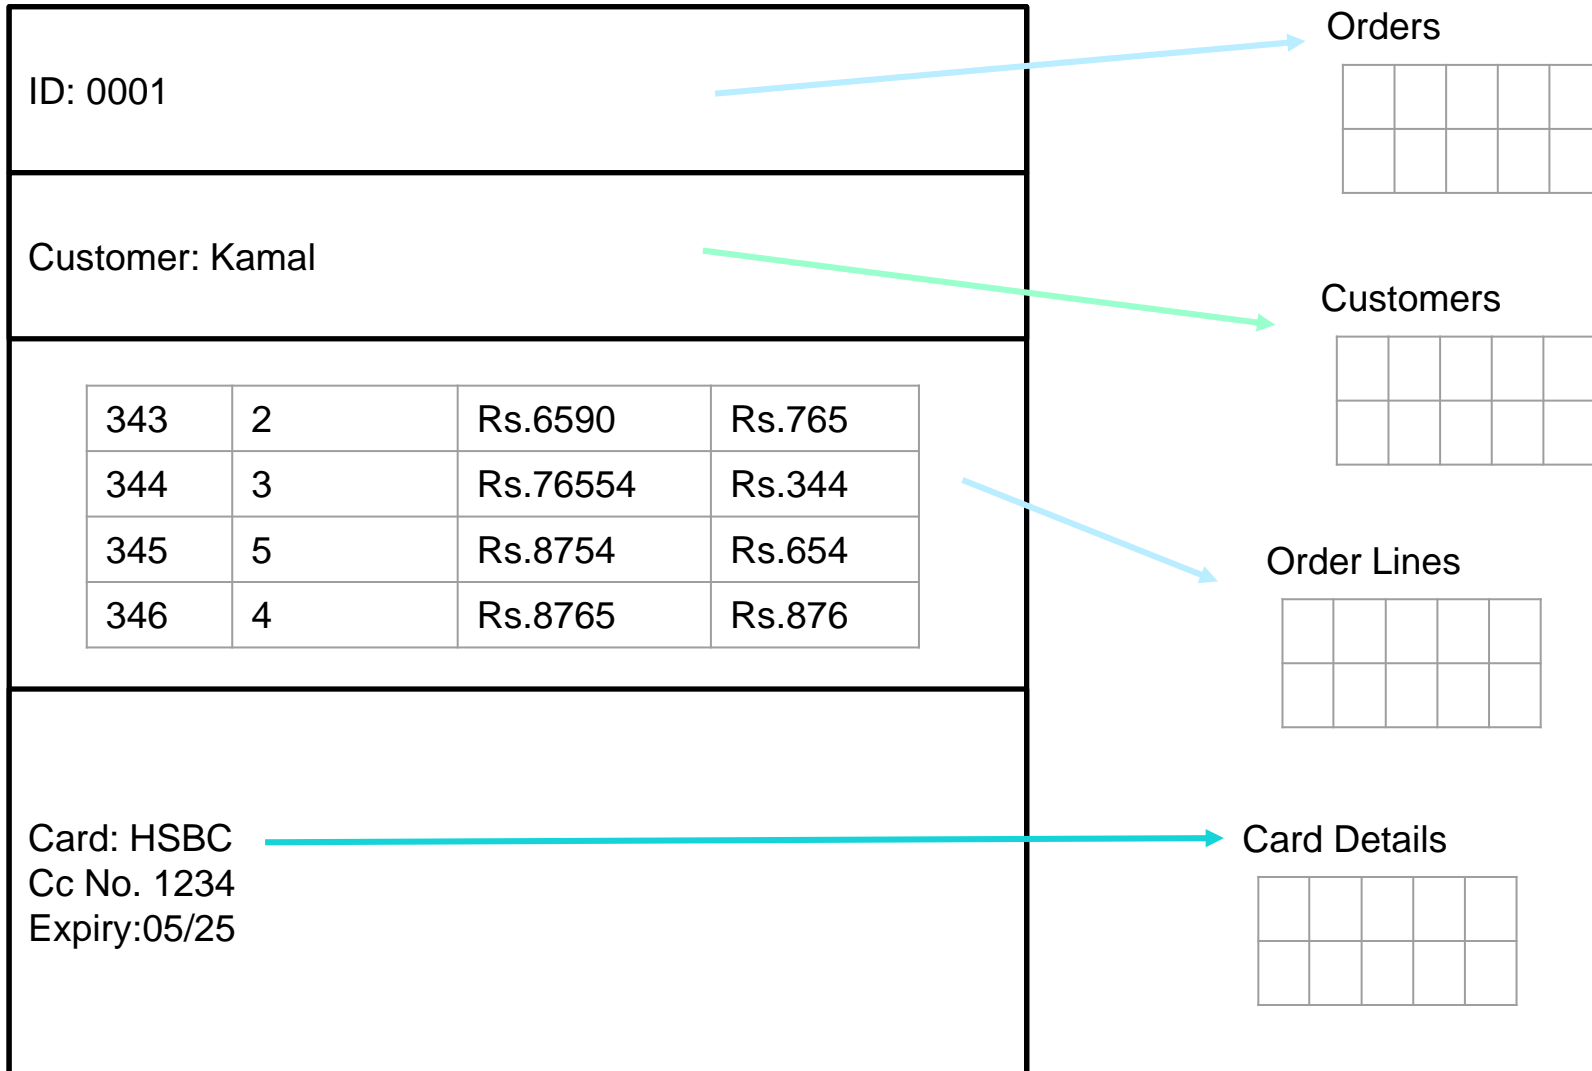 ID: 0001
Customer: Kamal
343 2 Rs.6590 Rs.765
344 3 Rs.76554 Rs.344
345 5 Rs.8754 Rs.654
346 4 Rs.8765 Rs.876
Card: HSBC
Cc No. 1234
Expiry:05/25
Orders
Customers
Order Lines
Card Details